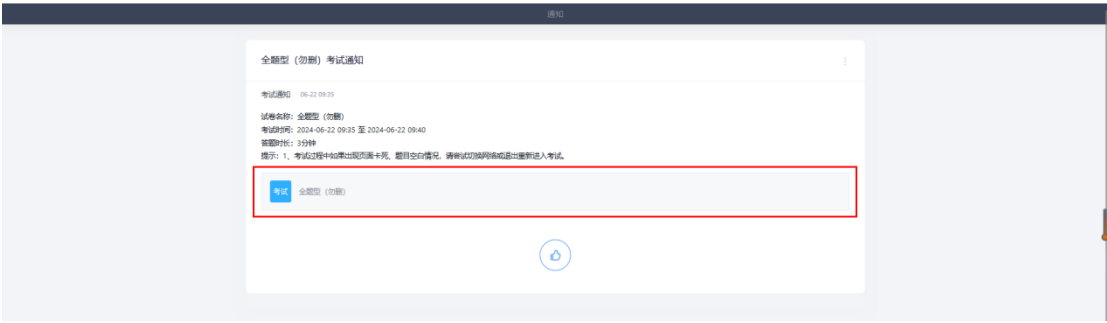 通知
全题型（勿删）考试通知
考试通知 06-22 09:35
试卷名称：全题型（勿删）
考试时间：2024-06-22 09:35 至 2024-06-22 09:40
答题时长：3分钟
提示：1、考试过程中如果出现页面卡死、题目空白情况，请尝试切换网络或退出重新进入考试。
考试 全题型（勿删）